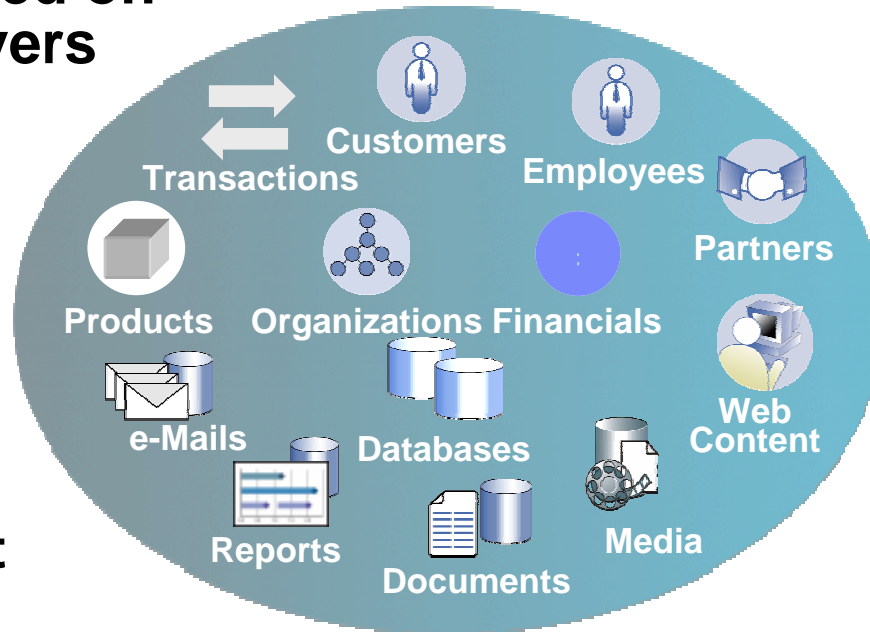 yers
Customers
Transactions
Employees
Partners
Products
Organizations
Financials
e-Mails
Databases
Web
Content
Reports
Documents
Media
t